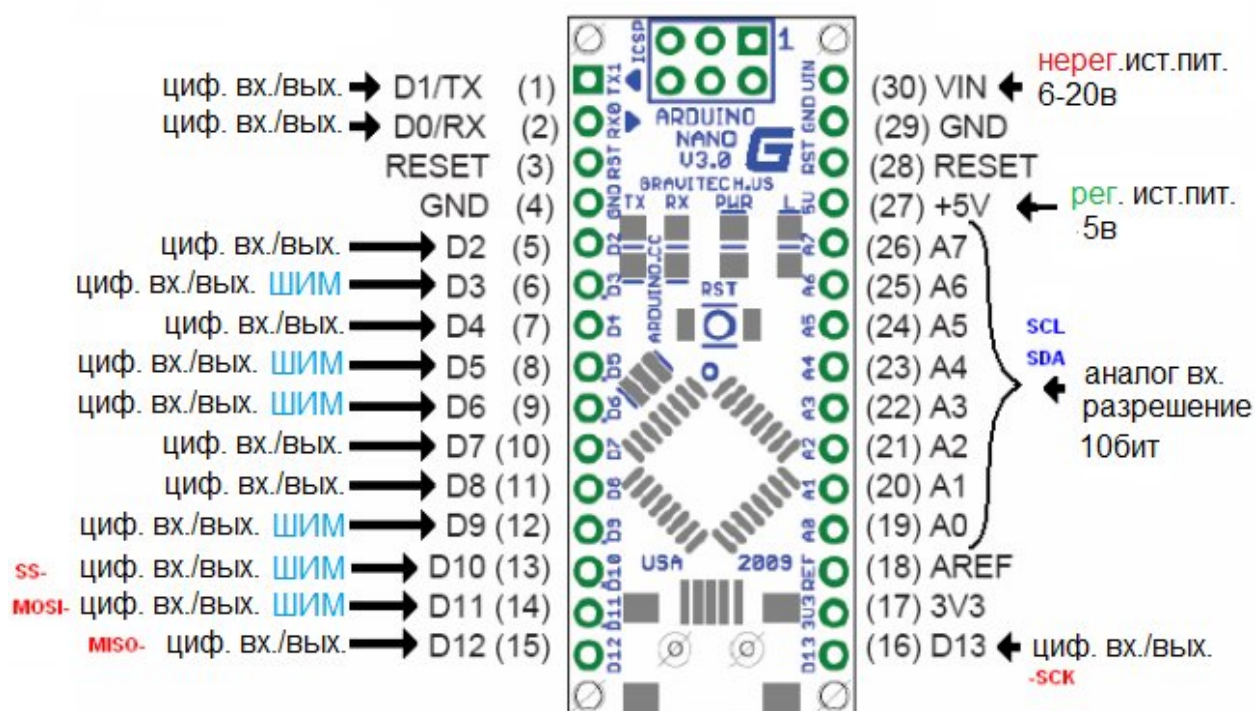 циф. вх./вых. D1/TX (1)
циф. вх./вых. D0/RX (2)
RESET (3)
GND (4)
циф. вх./вых. D2 (5)
циф. вх./вых. ШИМ D3 (6)
циф. вх./вых. D4 (7)
циф. вх./вых. ШИМ D5 (8)
циф. вх./вых. ШИМ D6 (9)
циф. вх./вых. D7 (10)
циф. вх./вых. D8 (11)
циф. вх./вых. ШИМ D9 (12)
SS- циф. вх./вых. ШИМ D10 (13)
MOSI- циф. вх./вых. ШИМ D11 (14)
MISO- циф. вх./вых. D12 (15)
TX1
RX0
RST
GND
D2
D3
D4
D5
D6
D7
D8
D9
D10
D11
D12
ICSP
1
ARDUINO
NANO
V3.0
G
GRAVITECH.US
TX RX PWR L
ARDUINO.CC
RST
USA 2009
VIN
GND
RST
5V
A7
A6
A5
A4
A3
A2
A1
A0
REF
3V3
D13
(30) VIN
нерег.ист.пит.
6-20в
(29) GND
(28) RESET
(27) +5V
рег. ист.пит.
5в
(26) A7
(25) A6
(24) A5
SCL
(23) A4
SDA
аналог вх.
разрешение
10бит
(22) A3
(21) A2
(20) A1
(19) A0
(18) AREF
(17) 3V3
(16) D13 циф. вх./вых.
-SCK